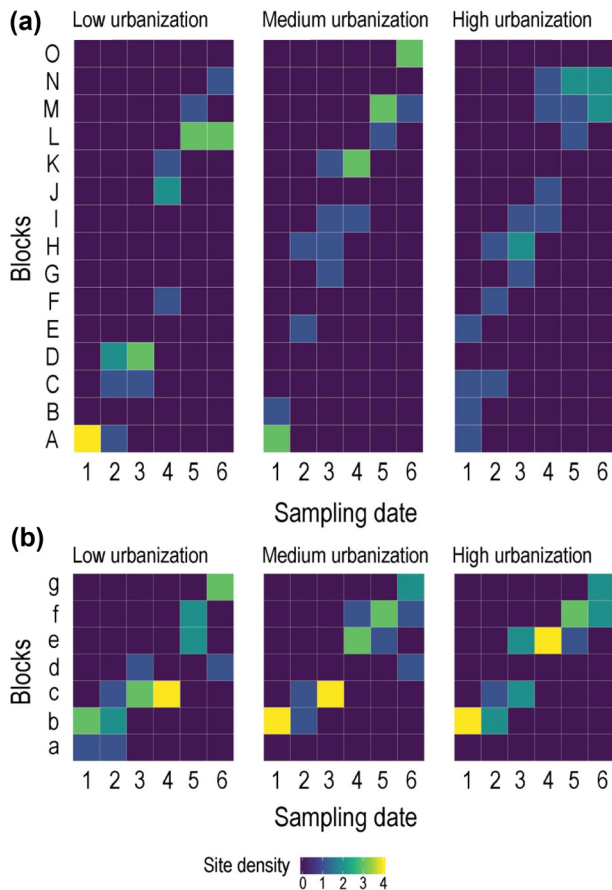 (a)
Low urbanization Medium urbanization High urbanization
O
N
M
L
K
J
I
H
G
F
E
D
C
B
A
Blocks
1 2 3 4 5 6 1 2 3 4 5 6 1 2 3 4 5 6
Sampling date Sampling date
(b)
Low urbanization Medium urbanization High urbanization
g
f
e
d
c
b
a
Blocks
1 2 3 4 5 6 1 2 3 4 5 6 1 2 3 4 5 6
Sampling date
Site density
0 1 2 3 4